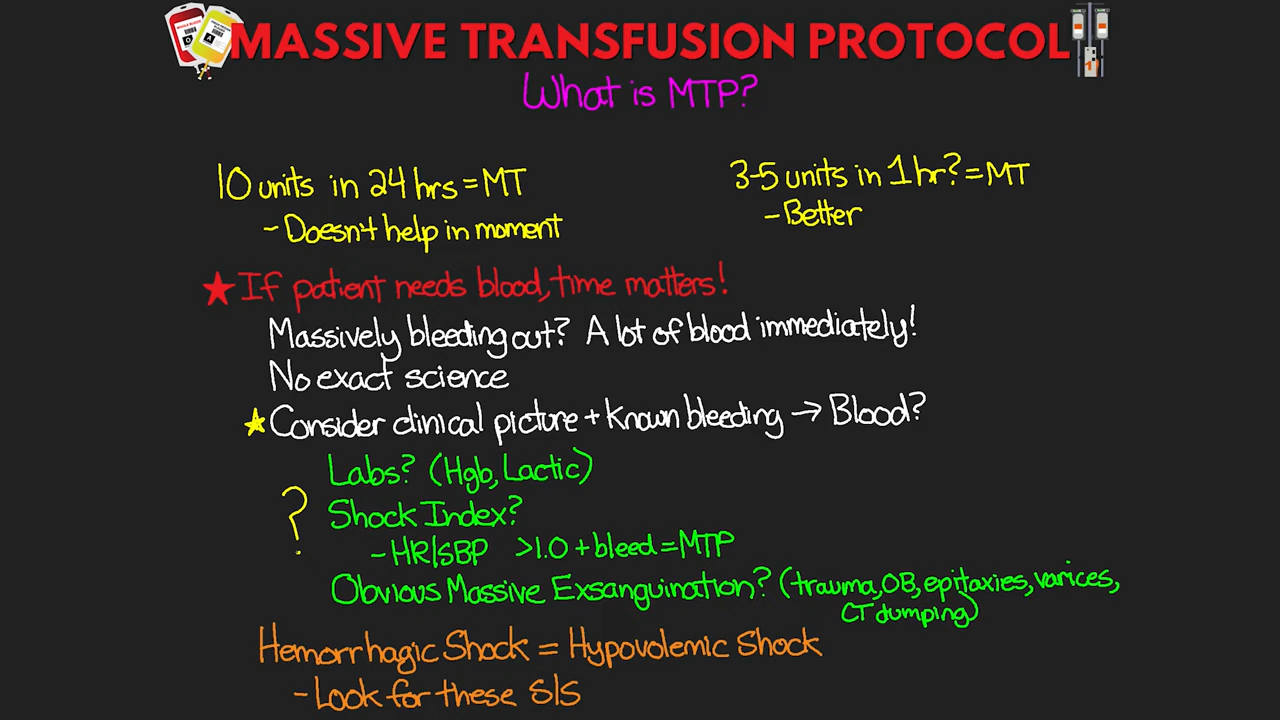 MASSIVE TRANSFUSION PROTOCOL
What is MTP?
10 units in 24 hrs = MT
- Doesn't help in moment
3-5 units in 1 hr? = MT
- Better
★ If patient needs blood, time matters!
Massively bleeding out? A lot of blood immediately!
No exact science
★ Consider clinical picture + Known bleeding → Blood?
? Labs? (Hgb, Lactic)
Shock Index?
- HR/SBP >1.0 + bleed = MTP
Obvious Massive Exsanguination? (trauma, OB, epitaxies, varices,
CT dumping)
Hemorrhagic Shock = Hypovolemic Shock
- Look for these S/S